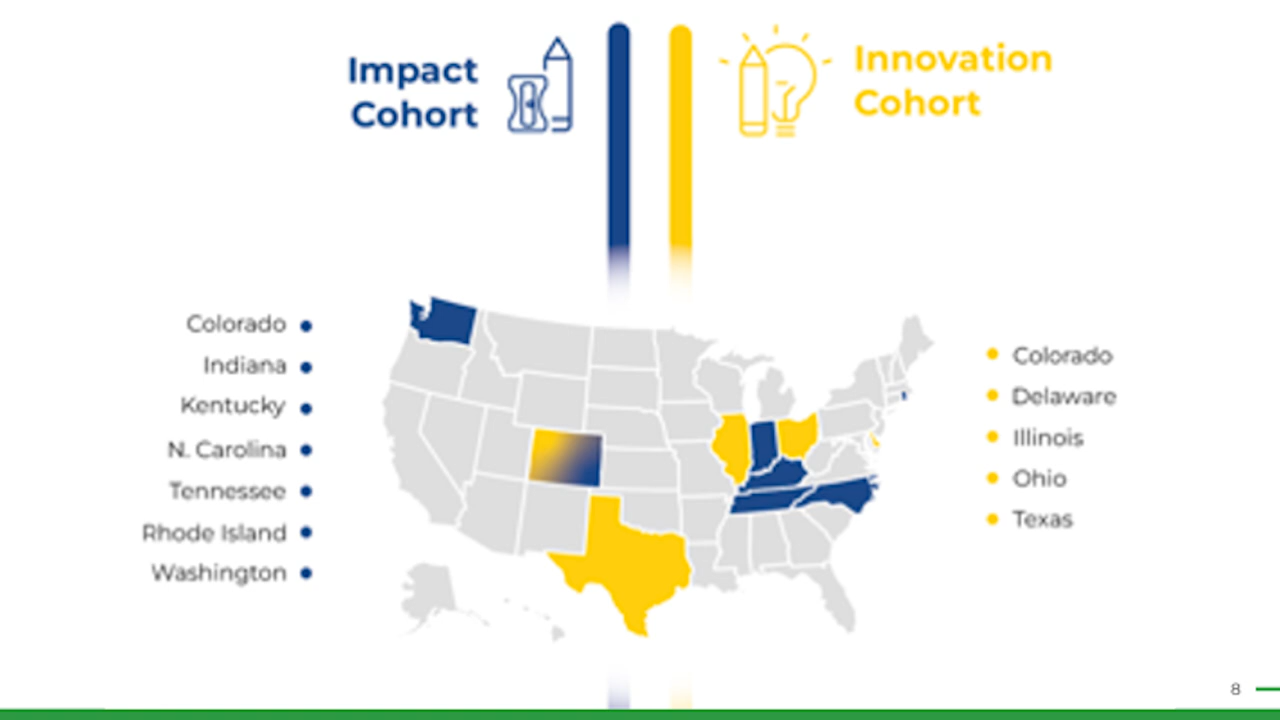 Impact
Cohort
Innovation
Cohort
Colorado
Indiana
Kentucky
N. Carolina
Tennessee
Rhode Island
Washington
Colorado
Delaware
Illinois
Ohio
Texas
8